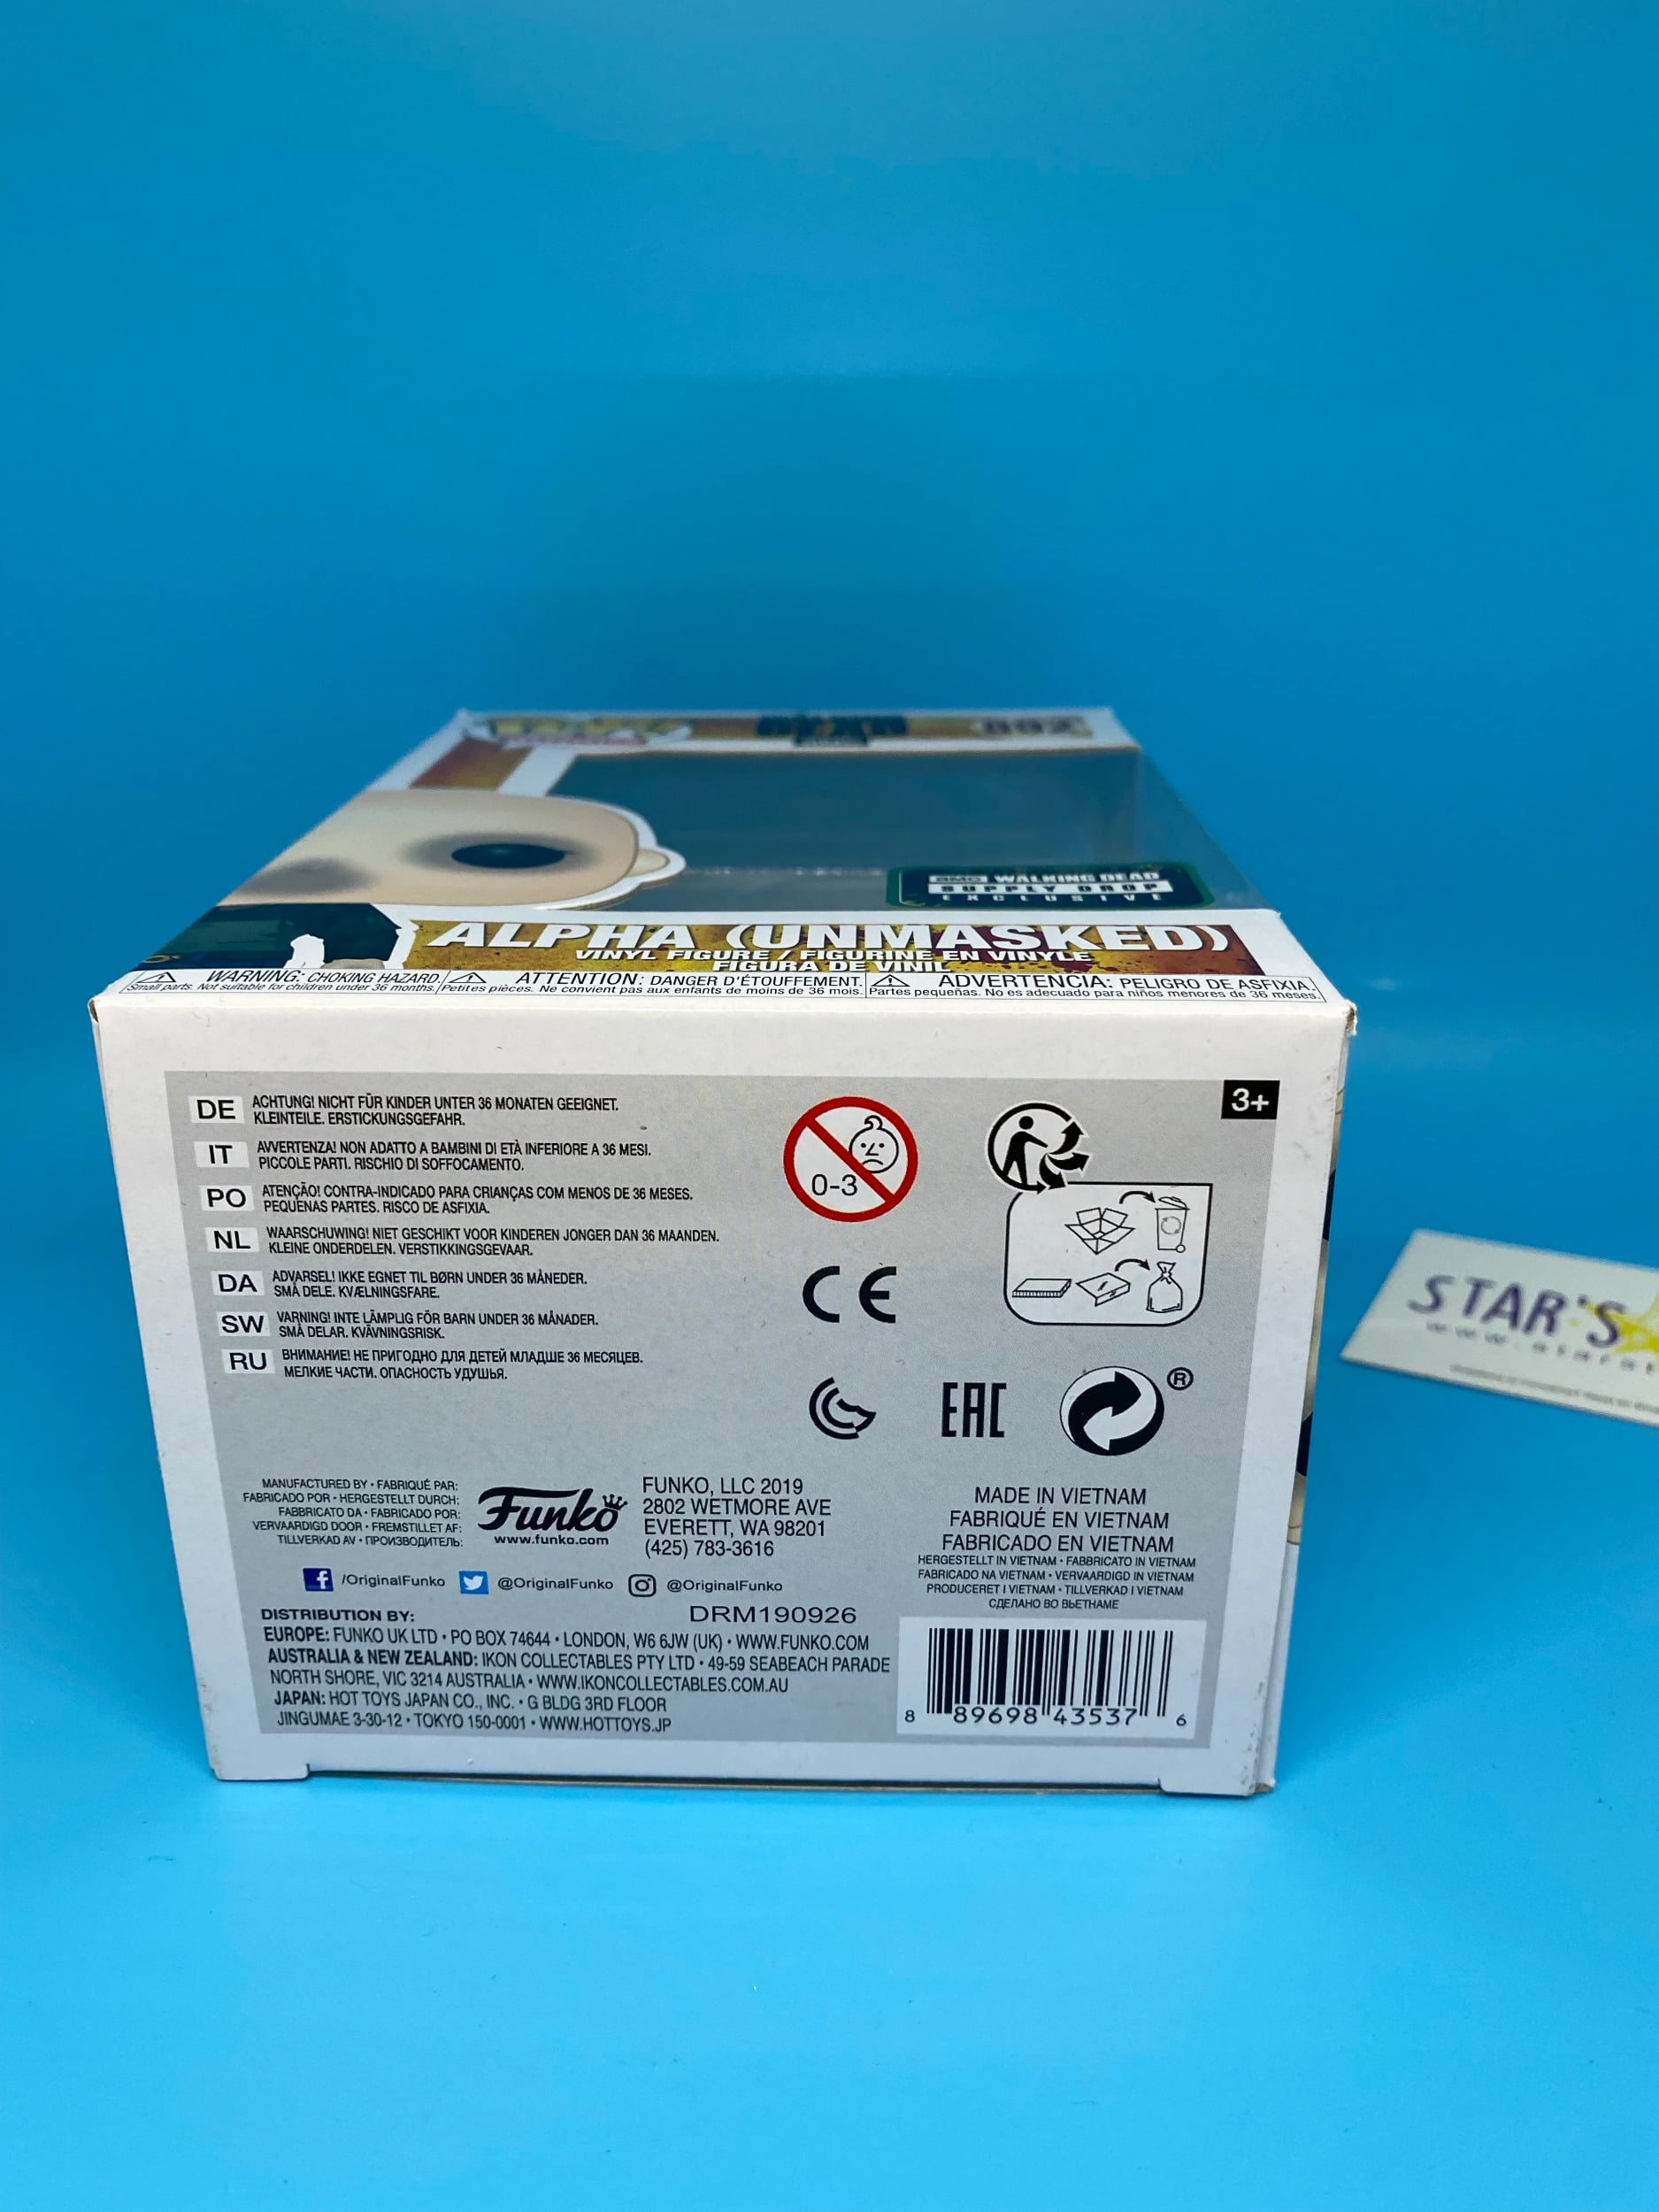 892
amc WALKING DEAD
SUPPLY DROP
EXCLUSIVE
ALPHA (UNMASKED)
VINYL FIGURE / FIGURINE EN VINYLE
FIGURA DE VINIL
WARNING: CHOKING HAZARD.
Small parts. Not suitable for children under 36 months.
ATTENTION: DANGER D'ÉTOUFFEMENT.
Petites pièces. Ne convient pas aux enfants de moins de 36 mois.
ADVERTENCIA: PELIGRO DE ASFIXIA.
Partes pequeñas. No es adecuado para niños menores de 36 meses.
3+
DE ACHTUNG! NICHT FÜR KINDER UNTER 36 MONATEN GEEIGNET.
KLEINTEILE. ERSTICKUNGSGEFAHR.
IT AVVERTENZA! NON ADATTO A BAMBINI DI ETÀ INFERIORE A 36 MESI.
PICCOLE PARTI. RISCHIO DI SOFFOCAMENTO.
PO ATENÇÃO! CONTRA-INDICADO PARA CRIANÇAS COM MENOS DE 36 MESES.
PEQUENAS PARTES. RISCO DE ASFIXIA.
NL WAARSCHUWING! NIET GESCHIKT VOOR KINDEREN JONGER DAN 36 MAANDEN.
KLEINE ONDERDELEN. VERSTIKKINGSGEVAAR.
DA ADVARSEL! IKKE EGNET TIL BØRN UNDER 36 MÅNEDER.
SMÅ DELE. KVÆLNINGSFARE.
SW VARNING! INTE LÄMPLIG FÖR BARN UNDER 36 MÅNADER.
SMÅ DELAR. KVÄVNINGSRISK.
RU ВНИМАНИЕ! НЕ ПРИГОДНО ДЛЯ ДЕТЕЙ МЛАДШЕ 36 МЕСЯЦЕВ.
МЕЛКИЕ ЧАСТИ. ОПАСНОСТЬ УДУШЬЯ.
0-3
CE
EAC
®
MANUFACTURED BY • FABRIQUÉ PAR:
FABRICADO POR • HERGESTELLT DURCH:
FABBRICATO DA • FABRICADO POR:
VERVAARDIGD DOOR • FREMSTILLET AF:
TILLVERKAD AV • ПРОИЗВОДИТЕЛЬ:
Funko
www.funko.com
FUNKO, LLC 2019
2802 WETMORE AVE
EVERETT, WA 98201
(425) 783-3616
MADE IN VIETNAM
FABRIQUÉ EN VIETNAM
FABRICADO EN VIETNAM
HERGESTELLT IN VIETNAM • FABBRICATO IN VIETNAM
FABRICADO NA VIETNAM • VERVAARDIGD IN VIETNAM
PRODUCERET I VIETNAM • TILLVERKAD I VIETNAM
СДЕЛАНО ВО ВЬЕТНАМЕ
/OriginalFunko @OriginalFunko @OriginalFunko
DISTRIBUTION BY: DRM190926
EUROPE: FUNKO UK LTD • PO BOX 74644 • LONDON, W6 6JW (UK) • WWW.FUNKO.COM
AUSTRALIA & NEW ZEALAND: IKON COLLECTABLES PTY LTD • 49-59 SEABEACH PARADE
NORTH SHORE, VIC 3214 AUSTRALIA • WWW.IKONCOLLECTABLES.COM.AU
JAPAN: HOT TOYS JAPAN CO., INC. • G BLDG 3RD FLOOR
JINGUMAE 3-30-12 • TOKYO 150-0001 • WWW.HOTTOYS.JP
8 89698 43537 6
STAR'S